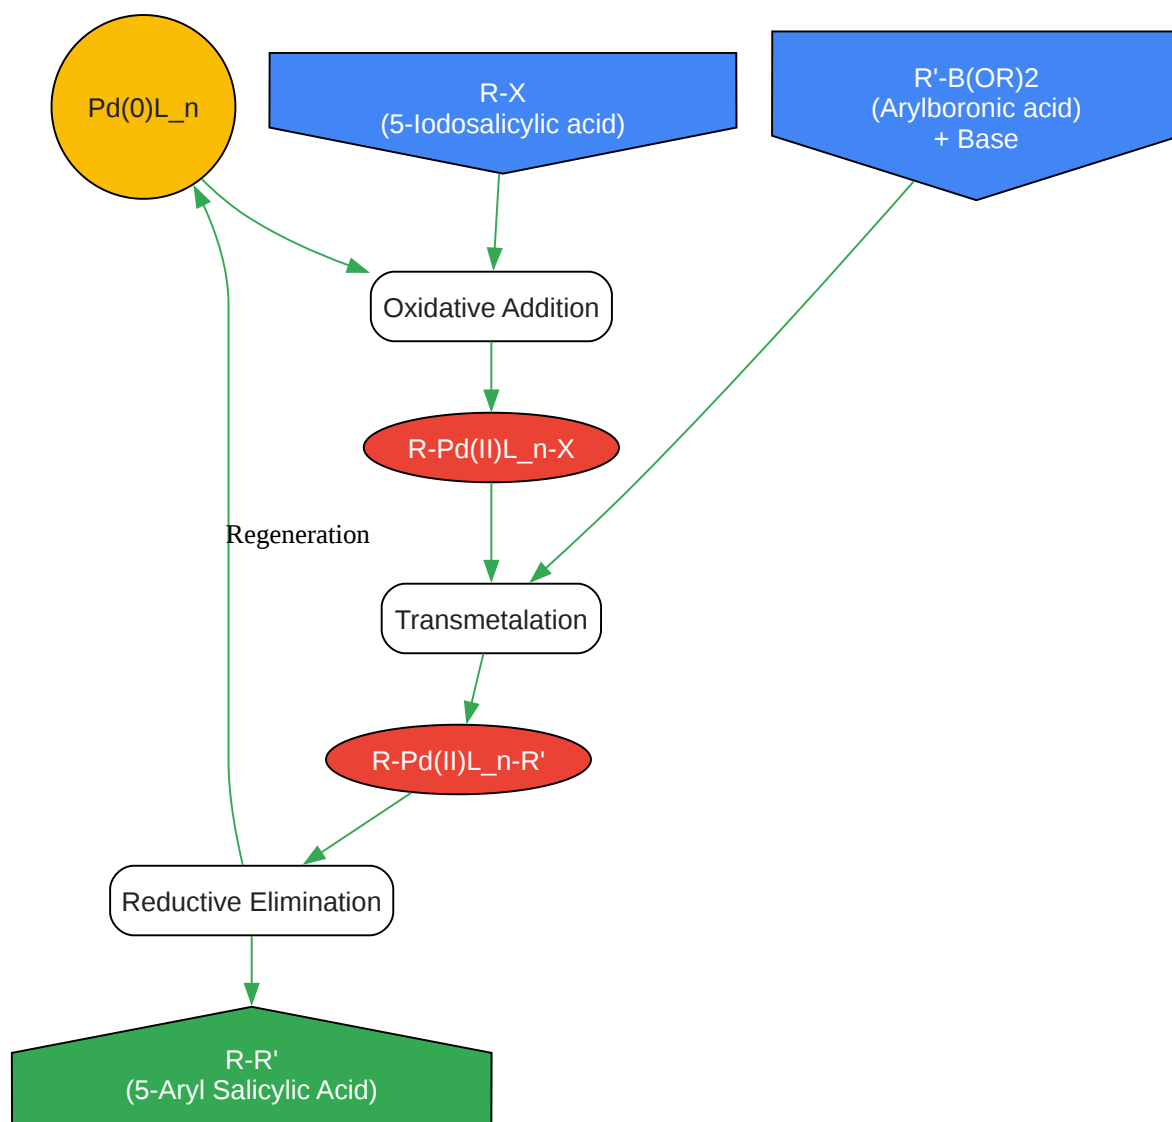 Pd(0)L_n
R-X
(5-Iodosalicylic acid)
R'-B(OR)2
(Arylboronic acid)
+ Base
Oxidative Addition
R-Pd(II)L_n-X
Regeneration
Transmetalation
R-Pd(II)L_n-R'
Reductive Elimination
R-R'
(5-Aryl Salicylic Acid)